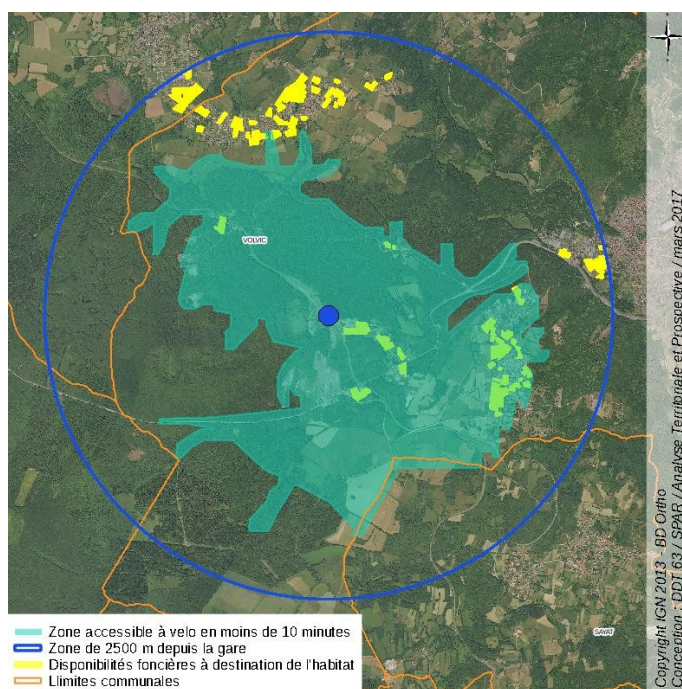 VOLVIC
SAYAT
Zone accessible à velo en moins de 10 minutes
Zone de 2500 m depuis la gare
Disponibilités foncières à destination de l'habitat
Llimites communales
Copyright IGN 2013 - BD Ortho
Conception : DDT 63 / SPAR / Analyse Territoriale et Prospective / mars 2017